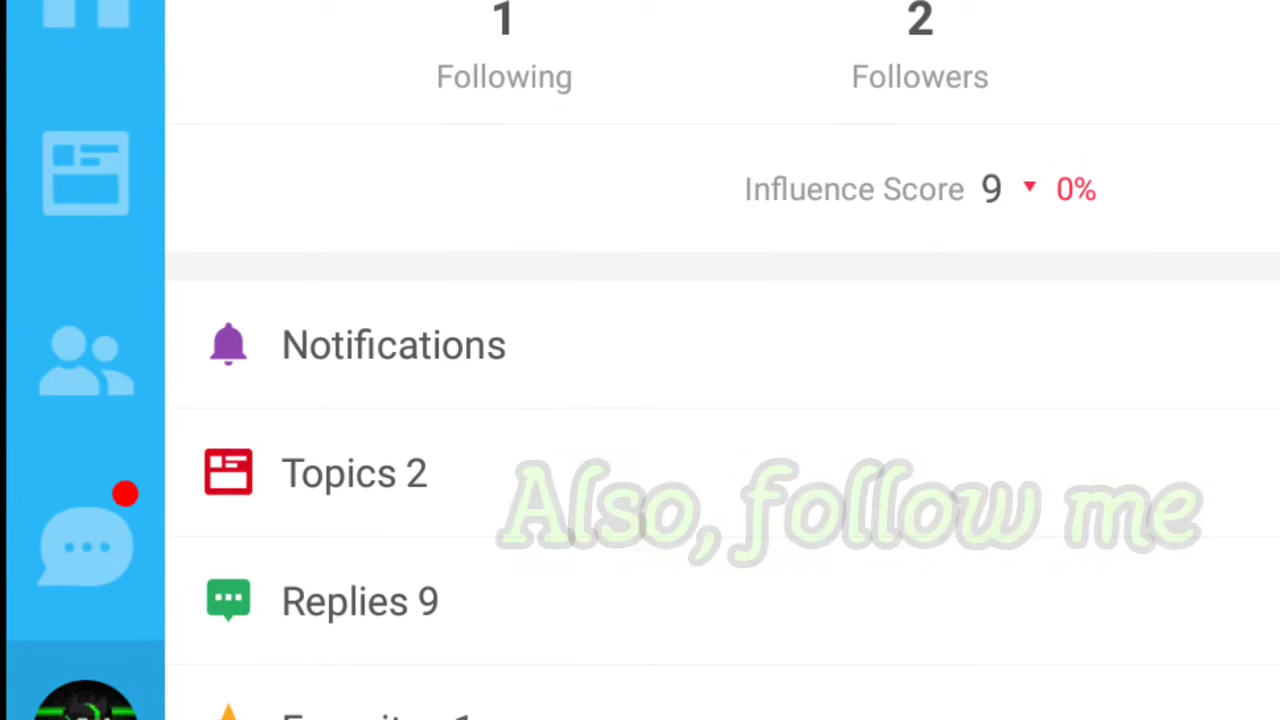 1 2
Following Followers
Influence Score 9 ▼ 0%
Notifications
Topics 2
Also, follow me
Replies 9